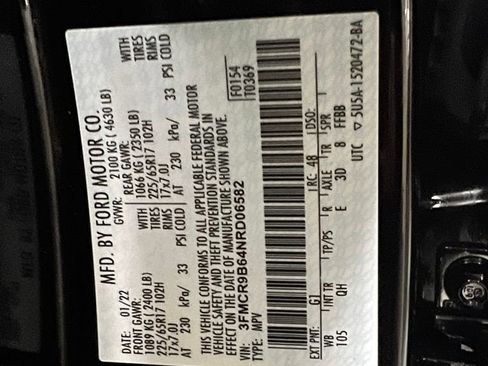 MFD. BY FORD MOTOR CO.
DATE: 01/22 GVWR: 2100 KG ( 4630 LB)
FRONT GAWR: REAR GAWR:
1089 KG ( 2400 LB) 1066 KG ( 2350 LB) WITH
225/65R17 102H 225/65R17 102H TIRES
17x7.0J 17x7.0J RIMS
AT 230 kPa/ 33 PSI COLD AT 230 kPa/ 33 PSI COLD
WITH
TIRES
RIMS
THIS VEHICLE CONFORMS TO ALL APPLICABLE FEDERAL MOTOR
VEHICLE SAFETY AND THEFT PREVENTION STANDARDS IN
EFFECT ON THE DATE OF MANUFACTURE SHOWN ABOVE.
VIN: 3FMCR9B64NRD06582
TYPE: MPV
F0154
T0369
EXT PNT: G1 RC: 48 DSO:
WB INT TR TP/PS R AXLE TR SPR
105 QH E 3D 8 FFBB
UTC ▽ 5U5A-1520472-BA